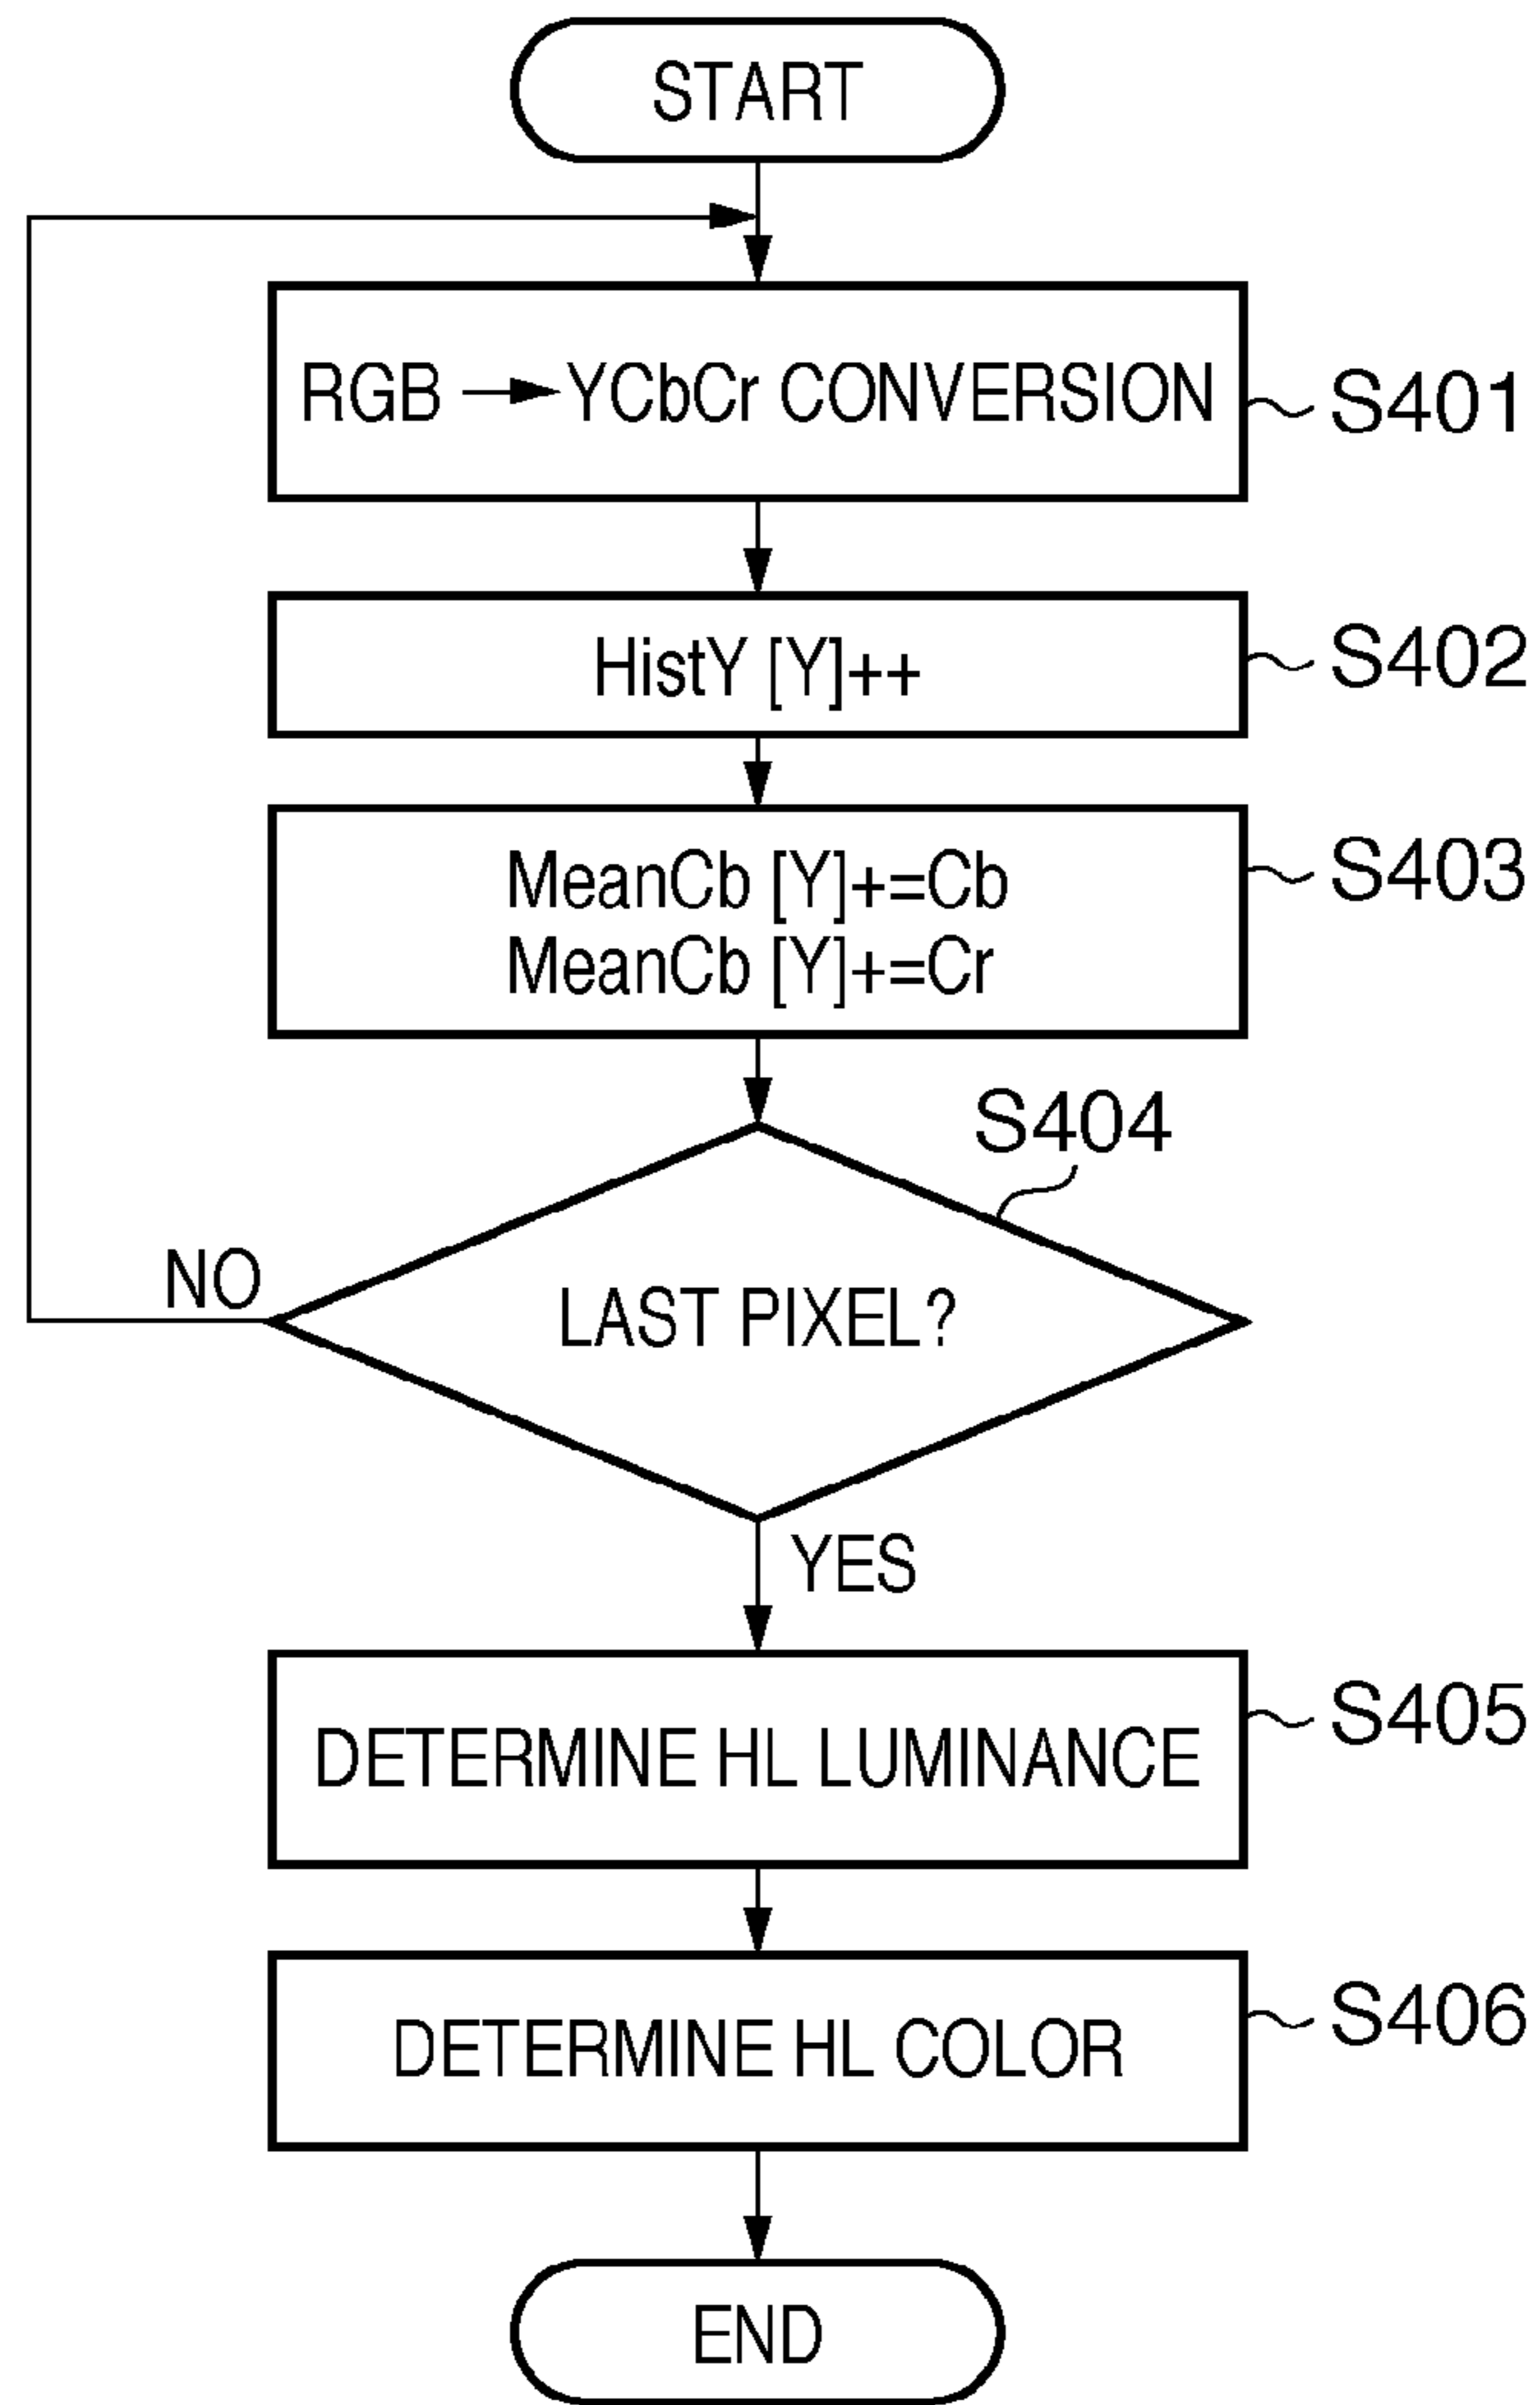 START
RGB → YCbCr CONVERSION
S401
HistY [Y]++
S402
MeanCb [Y]+=Cb
MeanCb [Y]+=Cr
S403
S404
LAST PIXEL?
NO
YES
DETERMINE HL LUMINANCE
S405
DETERMINE HL COLOR
S406
END